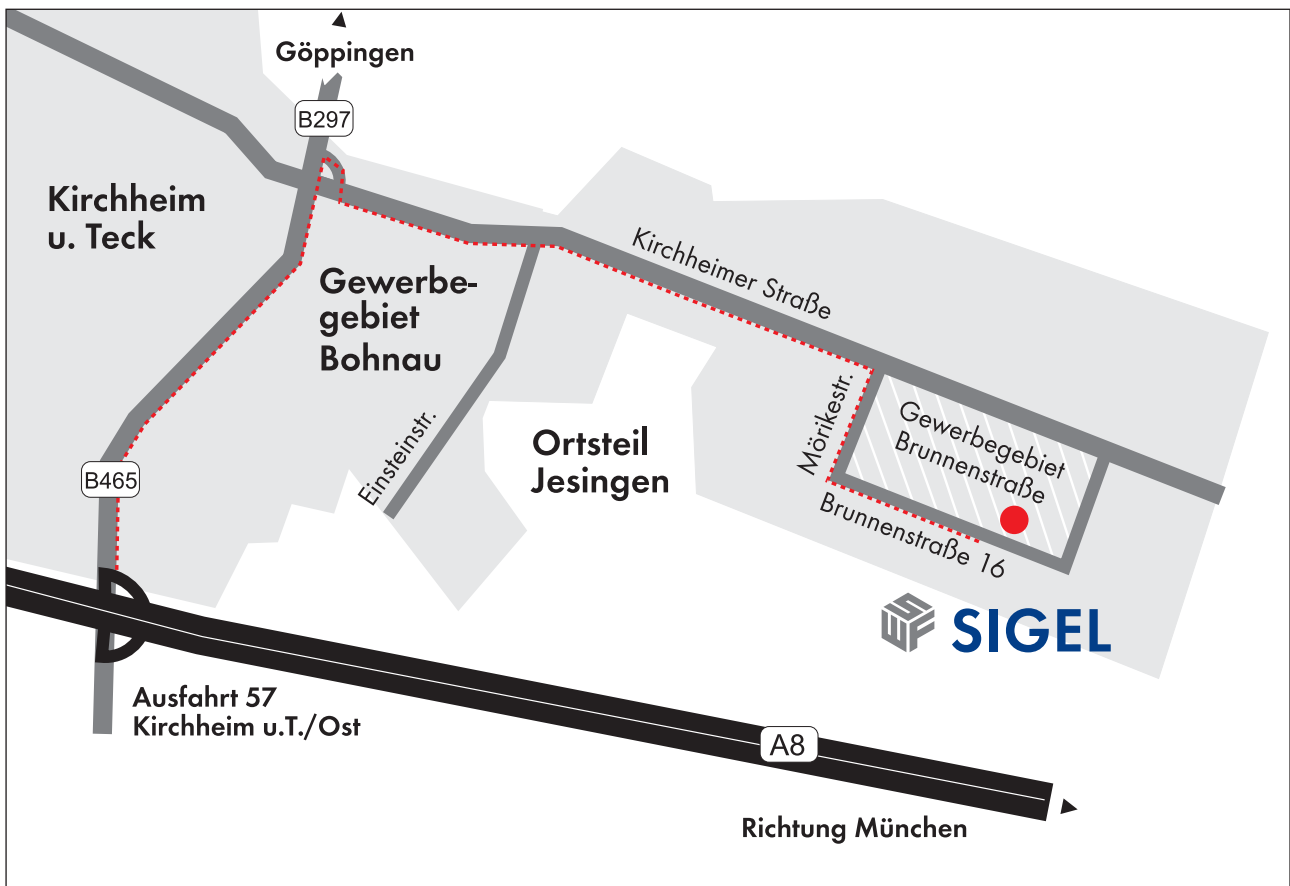 Göppingen
B297
Kirchheim
u. Teck
Kirchheimer Straße
Gewerbe-
gebiet
Bohnau
Mörikestr.
Gewerbegebiet
Brunnenstraße
Einsteinstr.
Ortsteil
Jesingen
B465
Brunnenstraße 16
SWF
SIGEL
Ausfahrt 57
Kirchheim u.T./Ost
A8
Richtung München